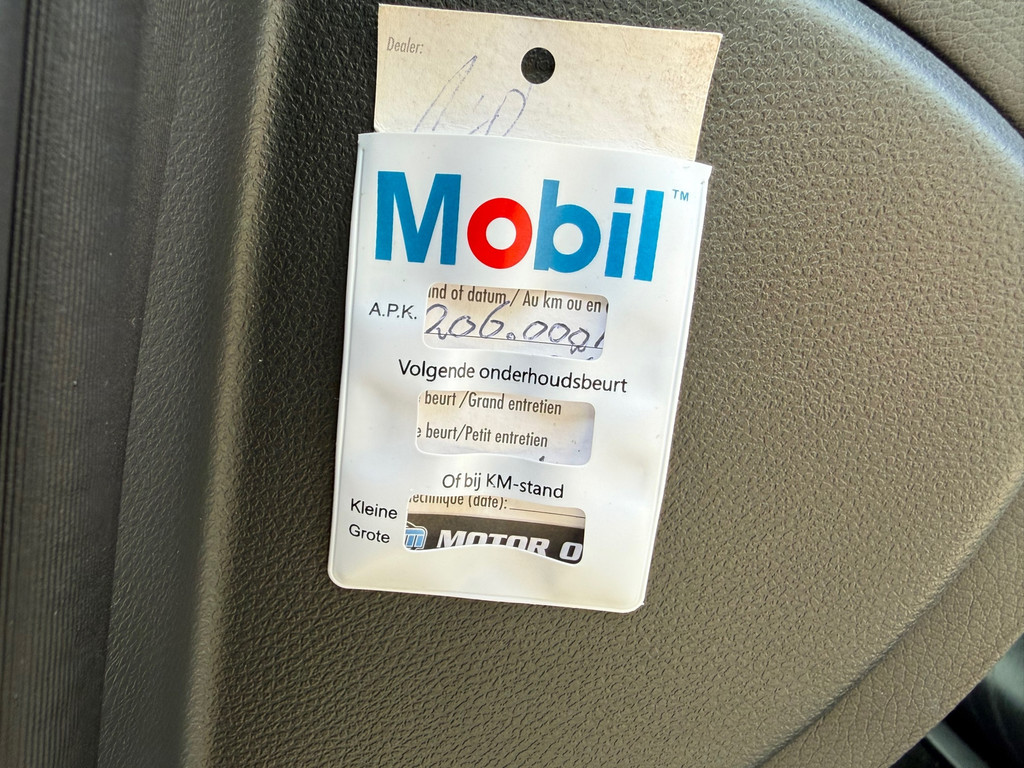 Dealer:
Mobil™
nd of datum / Au km ou en
A.P.K.
206.000
Volgende onderhoudsbeurt
beurt /Grand entretien
e beurt/Petit entretien
Of bij KM-stand
technique (date):
Kleine
Grote
MOTOR O